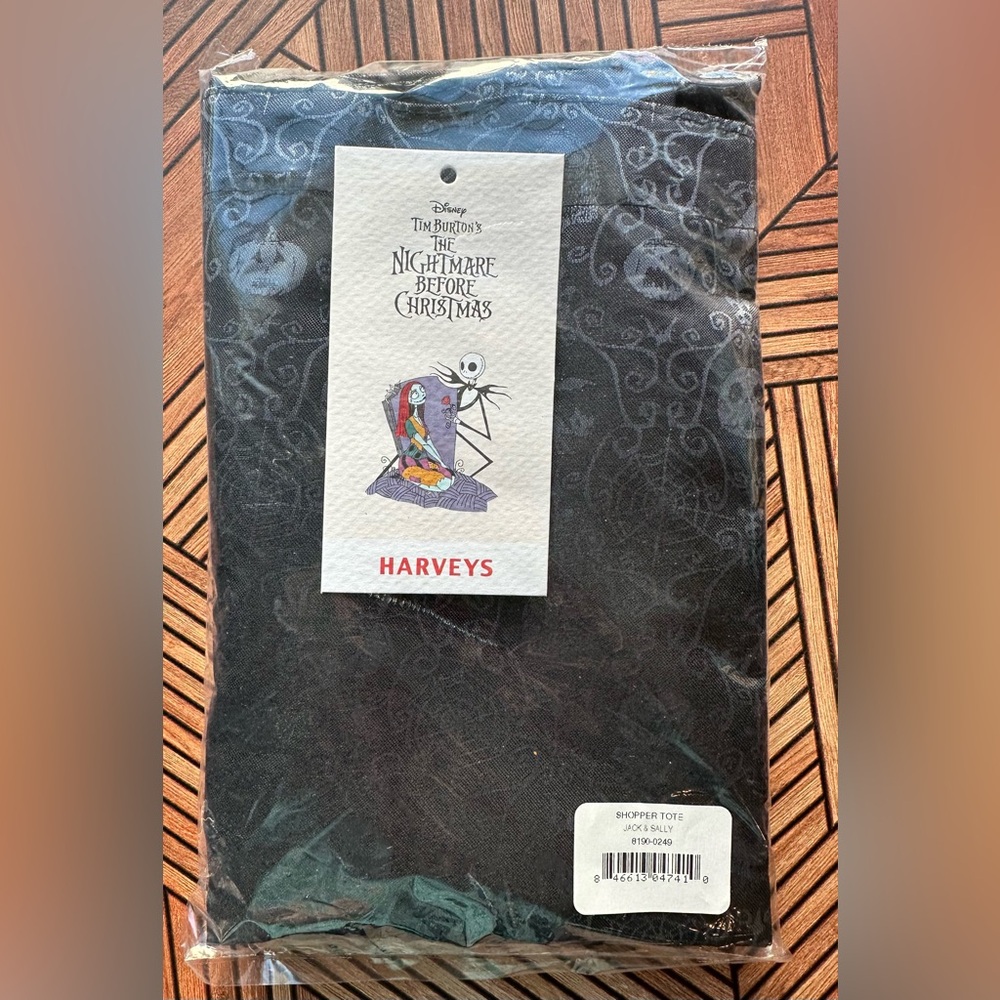 Disney
TIM BURTON'S
THE
NIGHTMARE
BEFORE
CHRISTMAS
HARVEYS
SHOPPER TOTE
JACK & SALLY
8190-0249
8 46613 04741 0